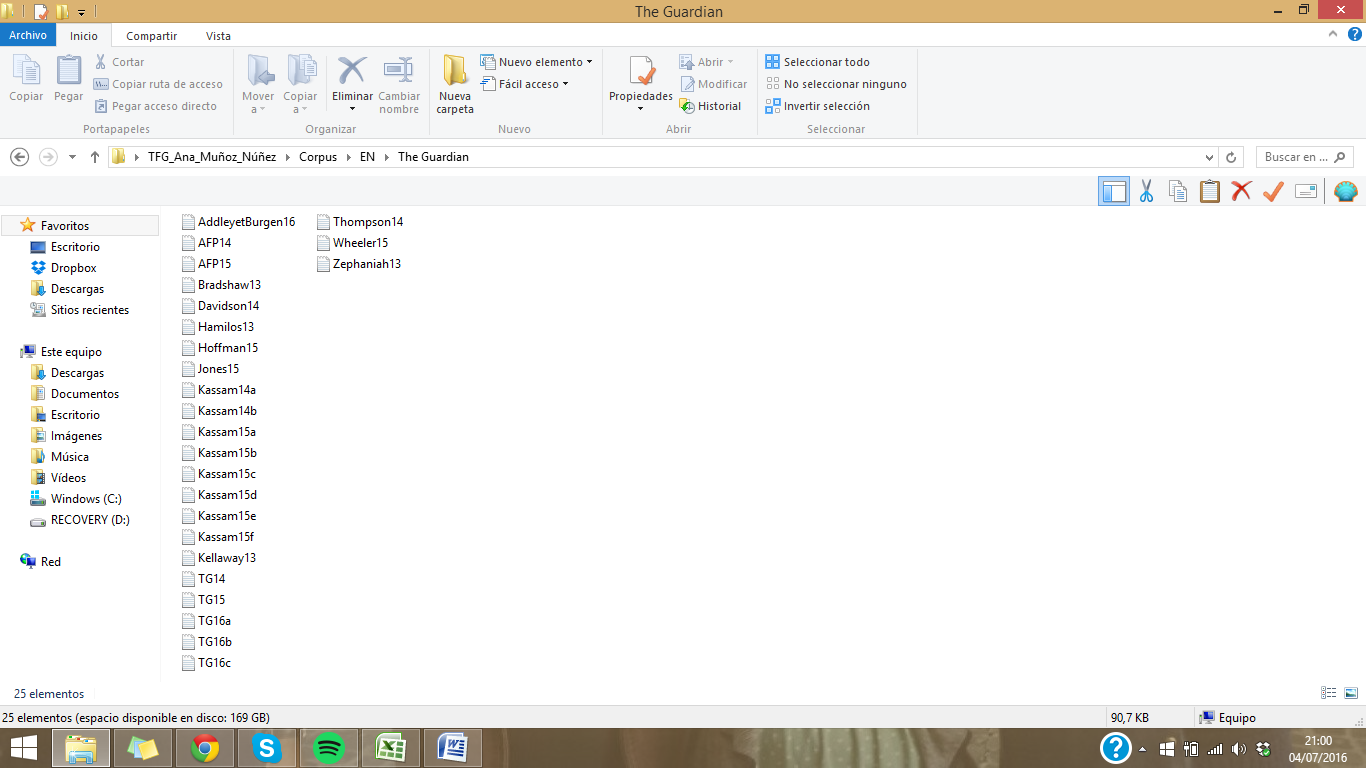 The Guardian
Archivo Inicio Compartir Vista
Copiar
Pegar
Cortar
Copiar ruta de acceso
Pegar acceso directo
Portapapeles
Mover a
Copiar a
Eliminar
Cambiar nombre
Organizar
Nueva carpeta
Nuevo elemento
Fácil acceso
Nuevo
Propiedades
Abrir
Modificar
Historial
Abrir
Seleccionar todo
No seleccionar ninguno
Invertir selección
Seleccionar
TFG_Ana_Muñoz_Núñez Corpus EN The Guardian
Buscar en ...
Favoritos
Escritorio
Dropbox
Descargas
Sitios recientes
Este equipo
Descargas
Documentos
Escritorio
Imágenes
Música
Vídeos
Windows (C:)
RECOVERY (D:)
Red
AddleyetBurgen16
AFP14
AFP15
Bradshaw13
Davidson14
Hamilos13
Hoffman15
Jones15
Kassam14a
Kassam14b
Kassam15a
Kassam15b
Kassam15c
Kassam15d
Kassam15e
Kassam15f
Kellaway13
TG14
TG15
TG16a
TG16b
TG16c
Thompson14
Wheeler15
Zephaniah13
25 elementos
25 elementos (espacio disponible en disco: 169 GB)
90,7 KB
Equipo
21:00
04/07/2016